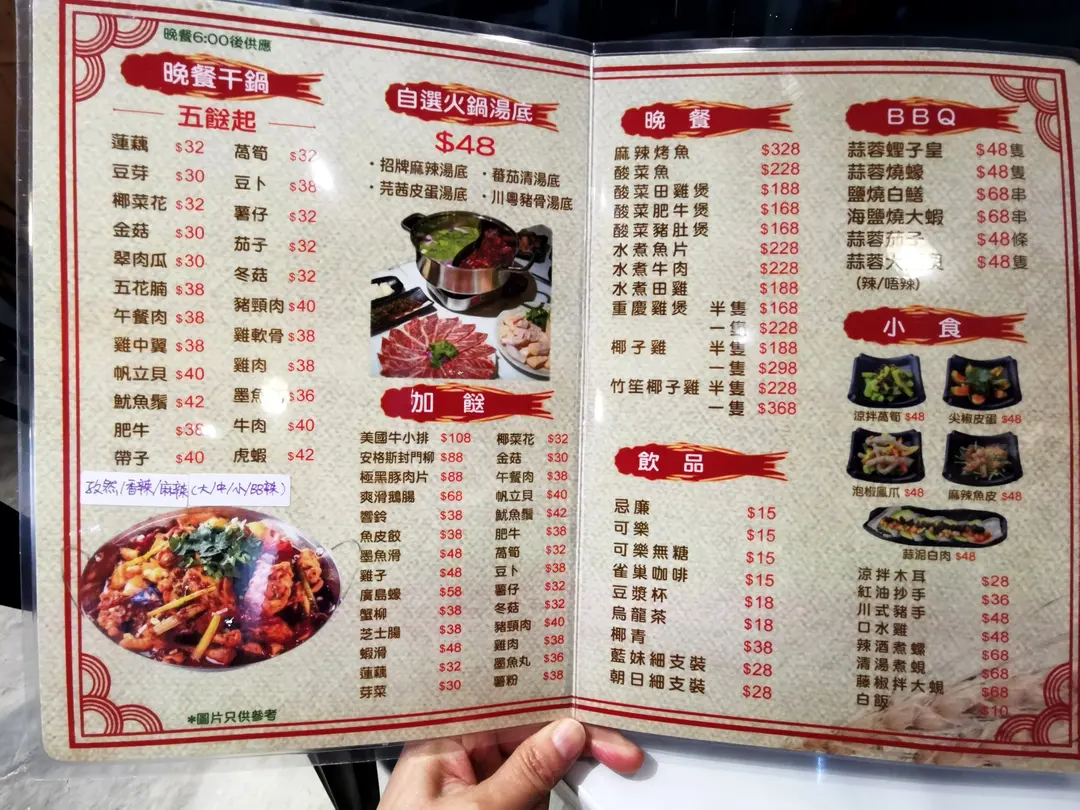 晚餐6:00後供應
晚餐干鍋
五餸起
蓮藕 $32
豆芽 $30
椰菜花 $32
金菇 $30
翠肉瓜 $30
五花腩 $38
午餐肉 $38
雞中翼 $38
帆立貝 $40
魷魚鬚 $42
肥牛 $38
帶子 $40
萵筍 $32
豆卜 $38
薯仔 $32
茄子 $32
冬菇 $32
豬頸肉 $40
雞軟骨 $38
雞肉 $38
墨魚 $36
牛肉 $40
虎蝦 $42
孜然/香辣/麻辣(大/中/小/BB辣)
*圖片只供參考
自選火鍋湯底
$48
·招牌麻辣湯底 ·蕃茄清湯底
·芫茜皮蛋湯底 ·川粵豬骨湯底
加餸
美國牛小排 $108
安格斯封門柳 $88
極黑豚肉片 $88
爽滑鵝腸 $68
響鈴 $38
魚皮餃 $38
墨魚滑 $48
雞子 $48
廣島蠔 $58
蟹柳 $38
芝士腸 $38
蝦滑 $48
蓮藕 $32
芽菜 $30
椰菜花 $32
金菇 $30
午餐肉 $38
帆立貝 $40
魷魚鬚 $42
肥牛 $38
萵筍 $32
豆卜 $38
薯仔 $32
冬菇 $32
豬頸肉 $40
雞肉 $38
墨魚丸 $36
薯粉 $38
晚餐
麻辣烤魚 $328
酸菜魚 $228
酸菜田雞煲 $188
酸菜肥牛煲 $168
酸菜豬肚煲 $168
水煮魚片 $228
水煮牛肉 $228
水煮田雞 $188
重慶雞煲 半隻 $168
一隻 $228
椰子雞 半隻 $188
一隻 $298
竹笙椰子雞 半隻 $228
一隻 $368
飲品
忌廉 $15
可樂 $15
可樂無糖 $15
雀巢咖啡 $15
豆漿杯 $18
烏龍茶 $18
椰青 $38
藍妹細支裝 $28
朝日細支裝 $28
BBQ
蒜蓉蟶子皇 $48隻
蒜蓉燒蠔 $48隻
鹽燒白鱔 $68串
海鹽燒大蝦 $68串
蒜蓉茄子 $48條
蒜蓉大 貝 $48隻
(辣/唔辣)
小食
涼拌萵筍 $48
尖椒皮蛋 $48
泡椒鳳爪 $48
麻辣魚皮 $48
蒜泥白肉 $48
涼拌木耳 $28
紅油抄手 $36
川式豬手 $48
口水雞 $48
辣酒煮螺 $68
清湯煮蜆 $68
藤椒拌大蜆 $68
白飯 $10